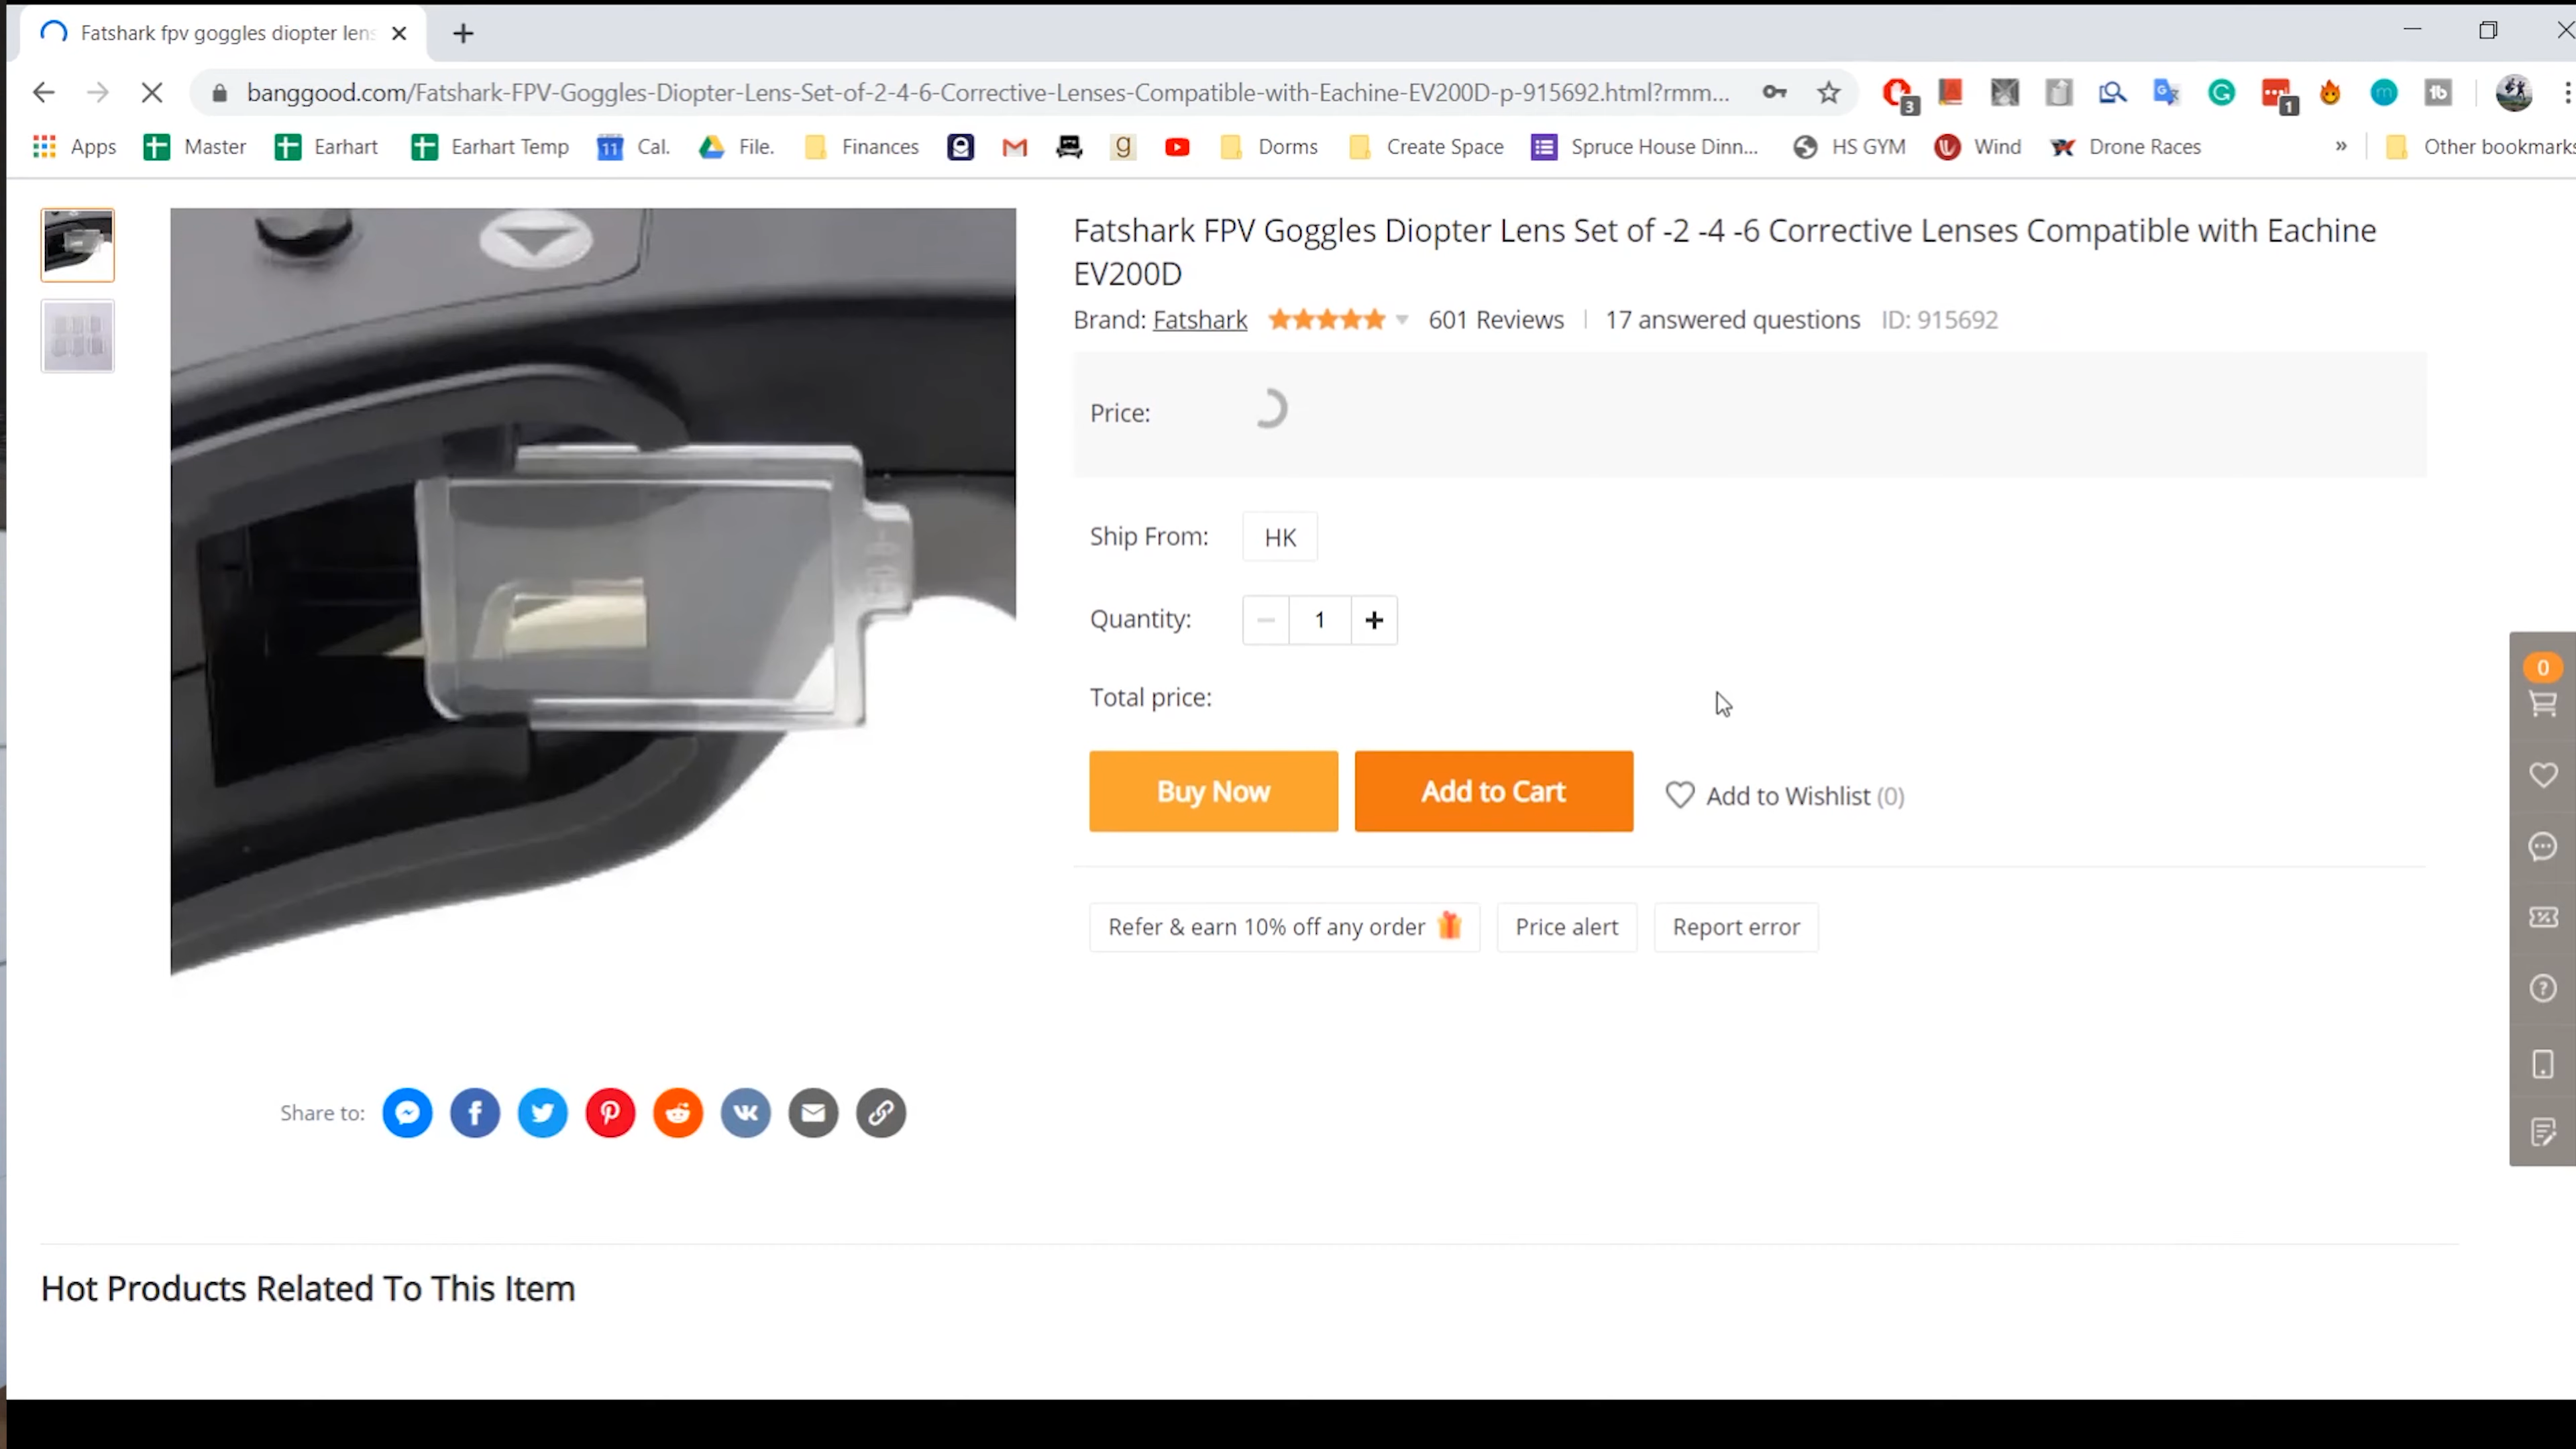 Fatshark fpv goggles diopter lens
banggood.com/Fatshark-FPV-Goggles-Diopter-Lens-Set-of-2-4-6-Corrective-Lenses-Compatible-with-Eachine-EV200D-p-915692.html?rmm...
3
1
Apps Master Earhart Earhart Temp 11 Cal. File. Finances g Dorms Create Space Spruce House Dinn... HS GYM Wind Drone Races » Other bookmarks
Fatshark FPV Goggles Diopter Lens Set of -2 -4 -6 Corrective Lenses Compatible with Eachine
EV200D
Brand: Fatshark 601 Reviews 17 answered questions ID: 915692
Price:
Ship From: HK
Quantity: 1 +
Total price:
0
Buy Now Add to Cart Add to Wishlist (0)
Refer & earn 10% off any order Price alert Report error
Share to:
Hot Products Related To This Item